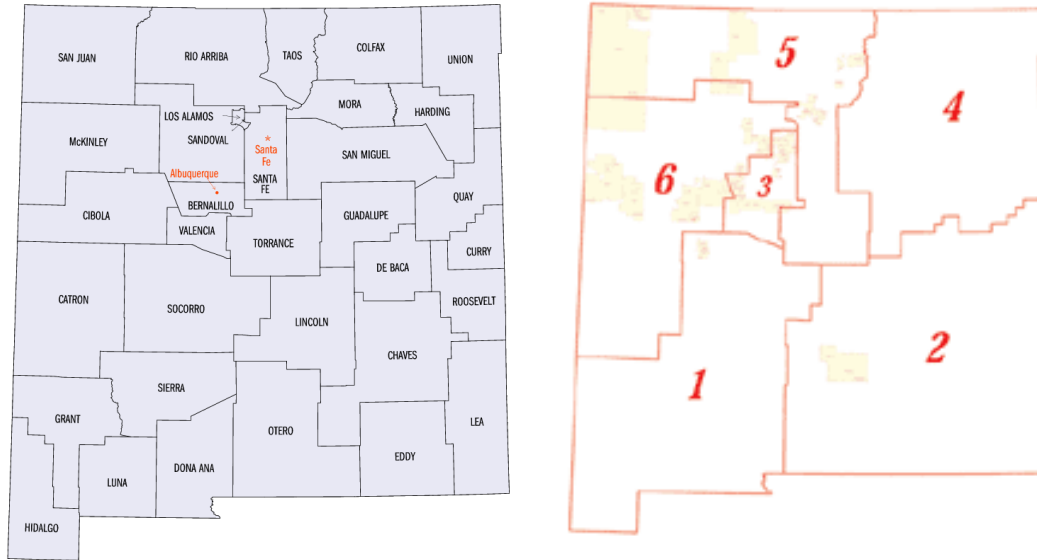 SAN JUAN
RIO ARRIBA
TAOS
COLFAX
UNION
MORA
HARDING
LOS ALAMOS
SANDOVAL
McKINLEY
Santa
Fe
SAN MIGUEL
Albuquerque
SANTA
FE
BERNALILLO
QUAY
CIBOLA
VALENCIA
GUADALUPE
TORRANCE
CURRY
DE BACA
CATRON
SOCORRO
ROOSEVELT
LINCOLN
CHAVES
SIERRA
GRANT
OTERO
LEA
EDDY
DONA ANA
LUNA
HIDALGO
5
4
6
3
2
1